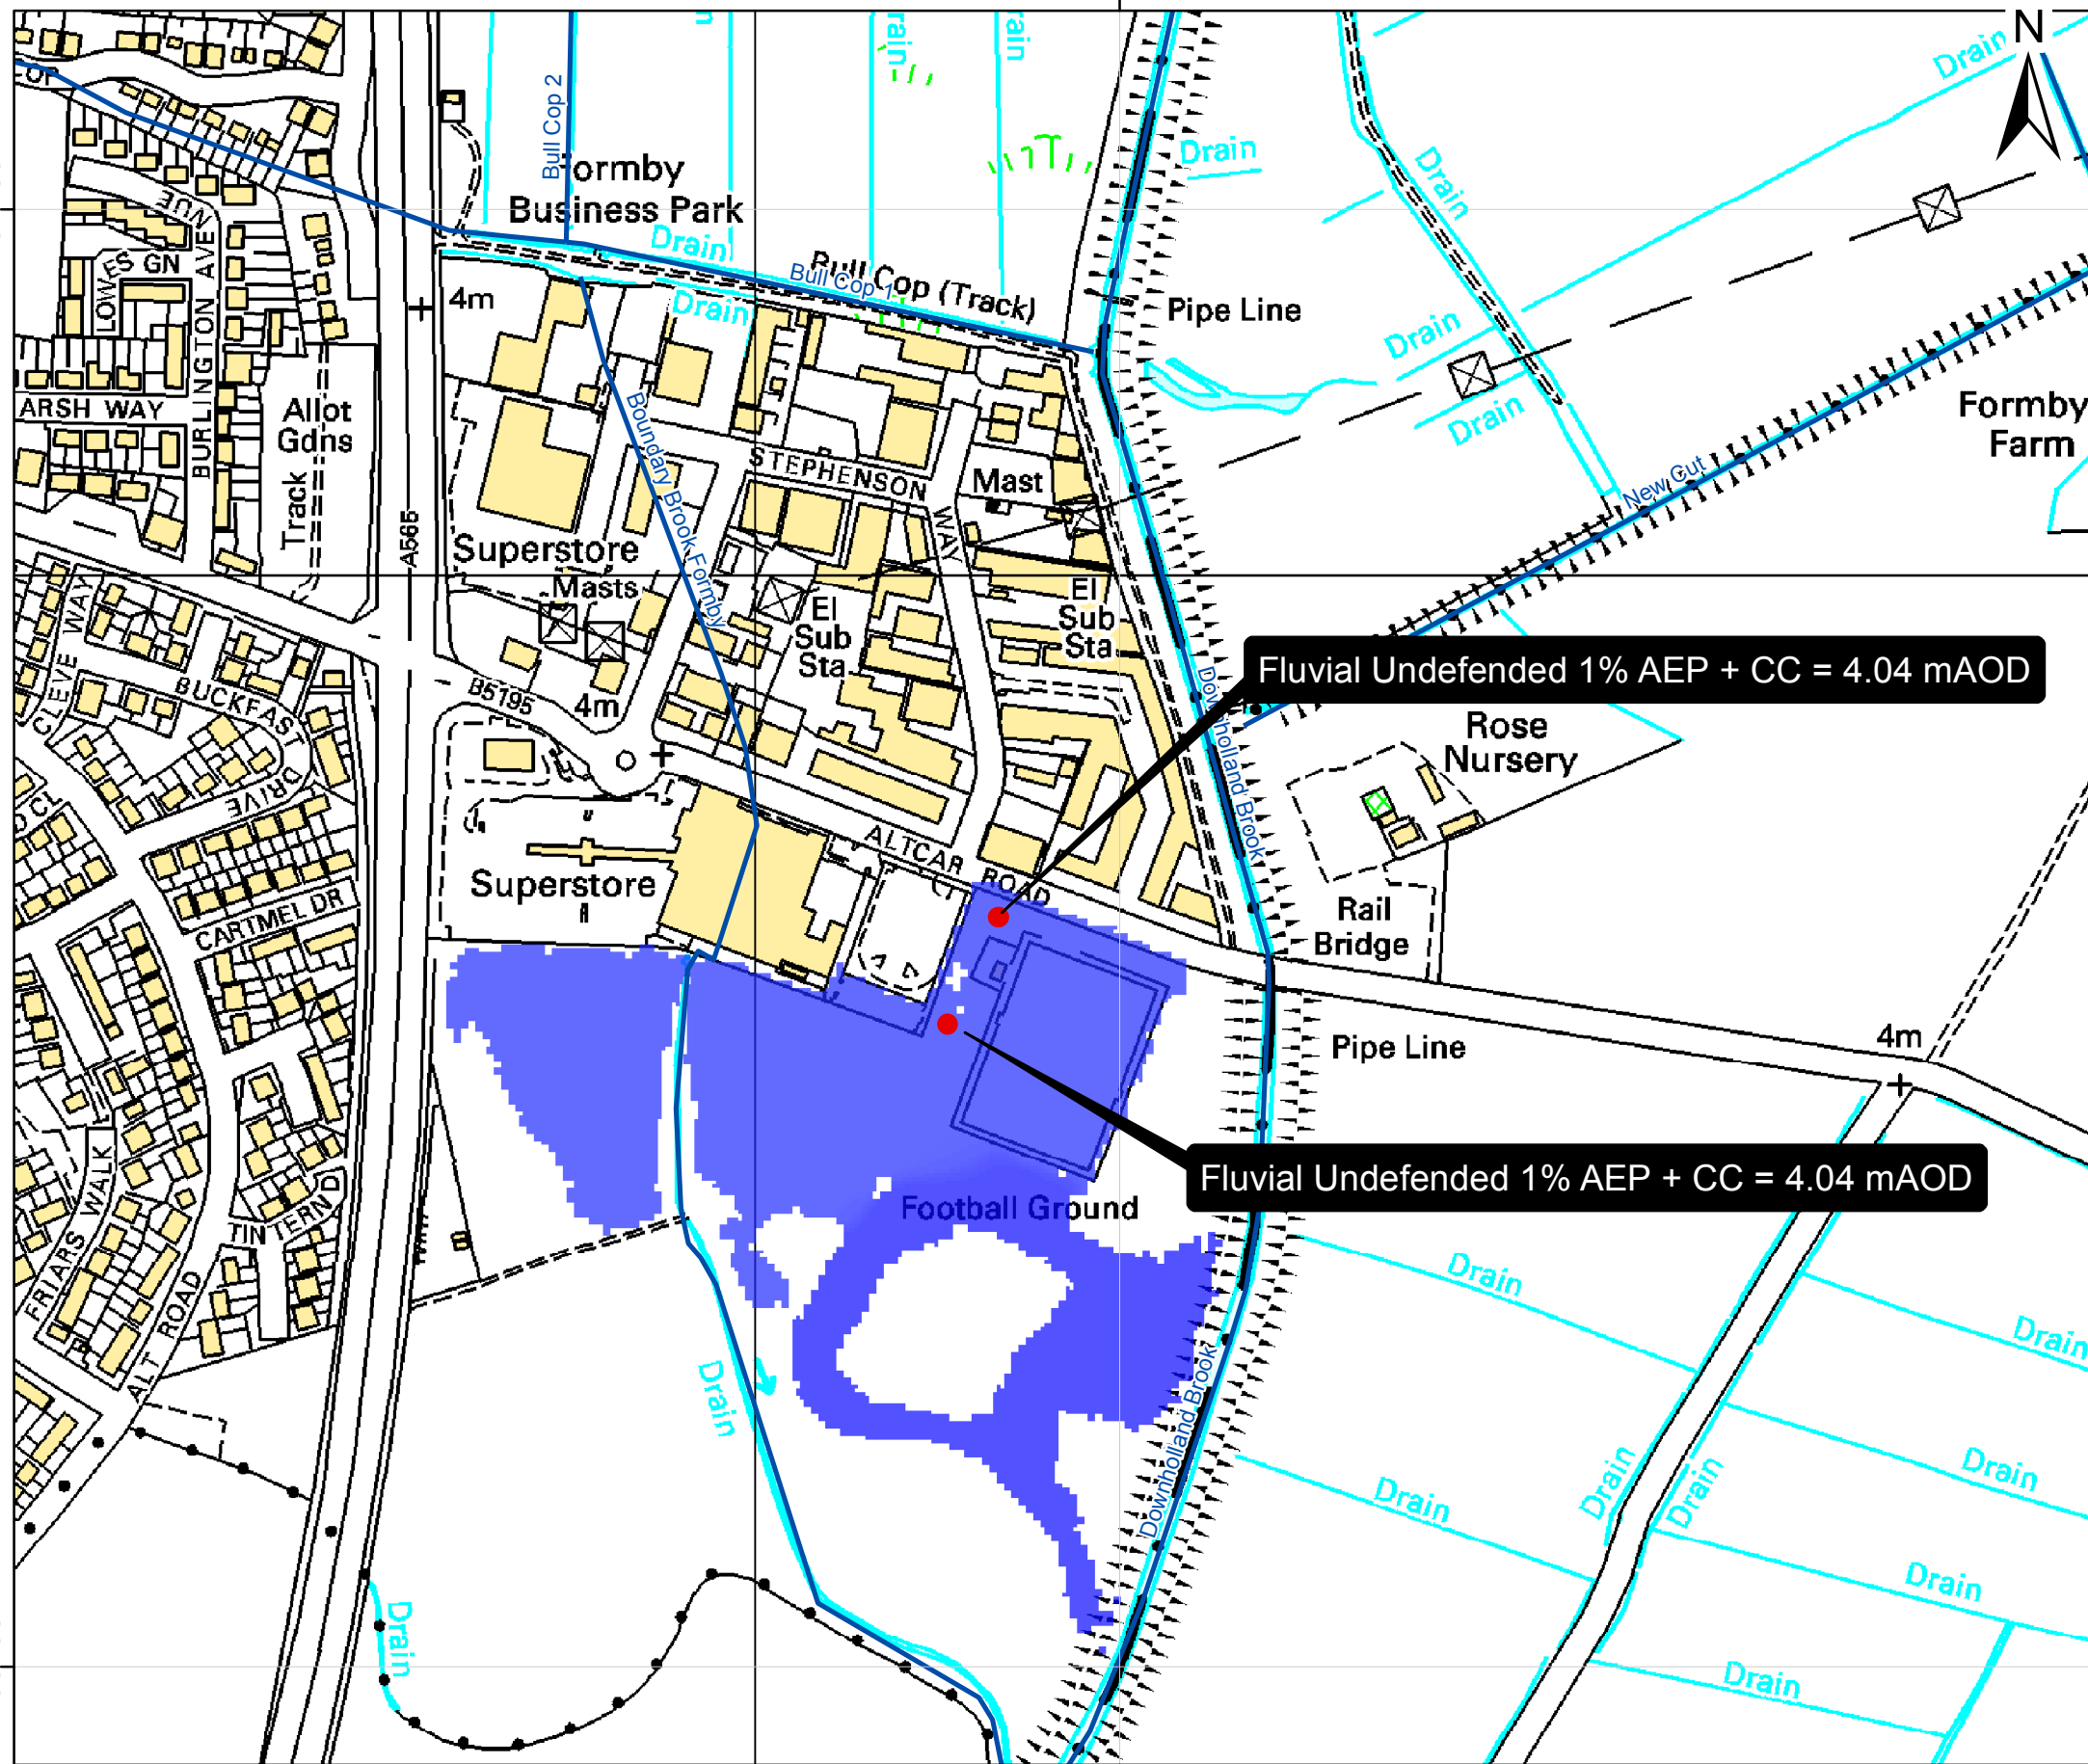 N
OP
Drain
rain
rain
Bull Cop 2
ormby
Business Park
Drain
Drain
Drain
Bull Cop (Track)
Bull Cop 1
Drain
Pipe Line
4m
NUE
LOWES GN
BURLINGTON AVE
ARSH WAY
Allot
Gdns
Track
A565
Drain
Drain
Formby
Farm
Boundary Brook Formby
STEPHENSON
WAY
Mast
New Cut
Superstore
Masts
El
Sub
Sta
El
Sub
Sta
CLEVE WAY
BUCKFAST
DRIVE
B5195
4m
Fluvial Undefended 1% AEP + CC = 4.04 mAOD
Downholland Brook
Rose
Nursery
ALTCAR
ROAD
Superstore
CARTMEL DR
Rail
Bridge
Pipe Line
4m
Fluvial Undefended 1% AEP + CC = 4.04 mAOD
Football Ground
FRIARS WALK
TINTERN D
ALT ROAD
Drain
Drain
Drain
Downholland Brook
Drain
Drain
Drain
Drain
Drain
Drain
Drain